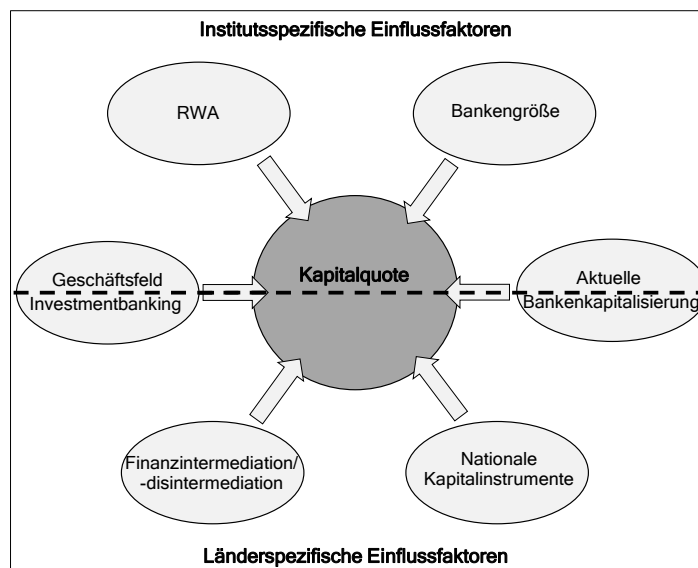 Institutsspezifische Einflussfaktoren
RWA
Bankengröße
Kapitalquote
Geschäftsfeld
Investmentbanking
Aktuelle
Bankenkapitalisierung
Finanzintermediation/
-disintermediation
Nationale
Kapitalinstrumente
Länderspezifische Einflussfaktoren